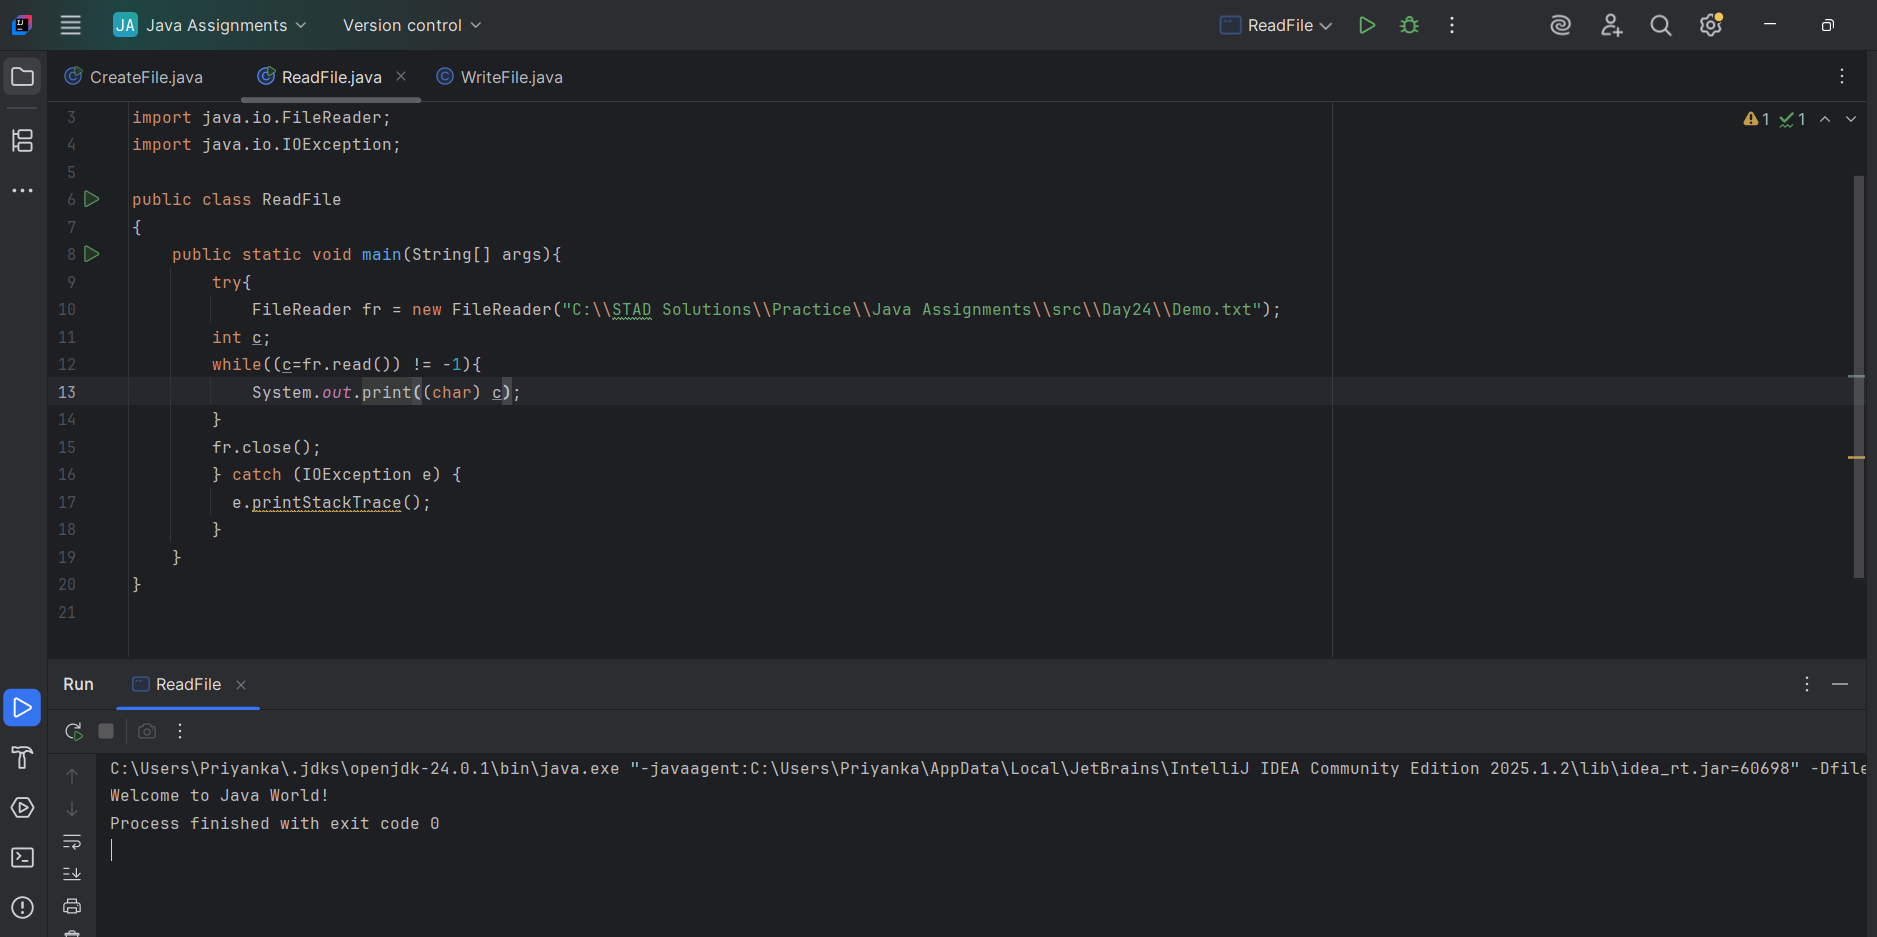 JA Java Assignments Version control ReadFile
CreateFile.java ReadFile.java WriteFile.java
3 import java.io.FileReader;
1 1
4 import java.io.IOException;
5
6 public class ReadFile
7 {
8 public static void main(String[] args){
9 try{
10 FileReader fr = new FileReader("C:\\STAD Solutions\\Practice\\Java Assignments\\src\\Day24\\Demo.txt");
11 int c;
12 while((c=fr.read()) != -1){
13 System.out.print((char) c);
14 }
15 fr.close();
16 } catch (IOException e) {
17 e.printStackTrace();
18 }
19 }
20 }
21
Run ReadFile
C:\Users\Priyanka\.jdks\openjdk-24.0.1\bin\java.exe "-javaagent:C:\Users\Priyanka\AppData\Local\JetBrains\IntelliJ IDEA Community Edition 2025.1.2\lib\idea_rt.jar=60698" -Dfile
Welcome to Java World!
Process finished with exit code 0